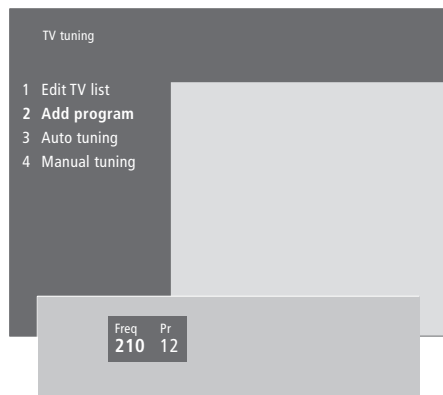 TV tuning
1 Edit TV list
2 Add program
3 Auto tuning
4 Manual tuning
Freq Pr
210 12